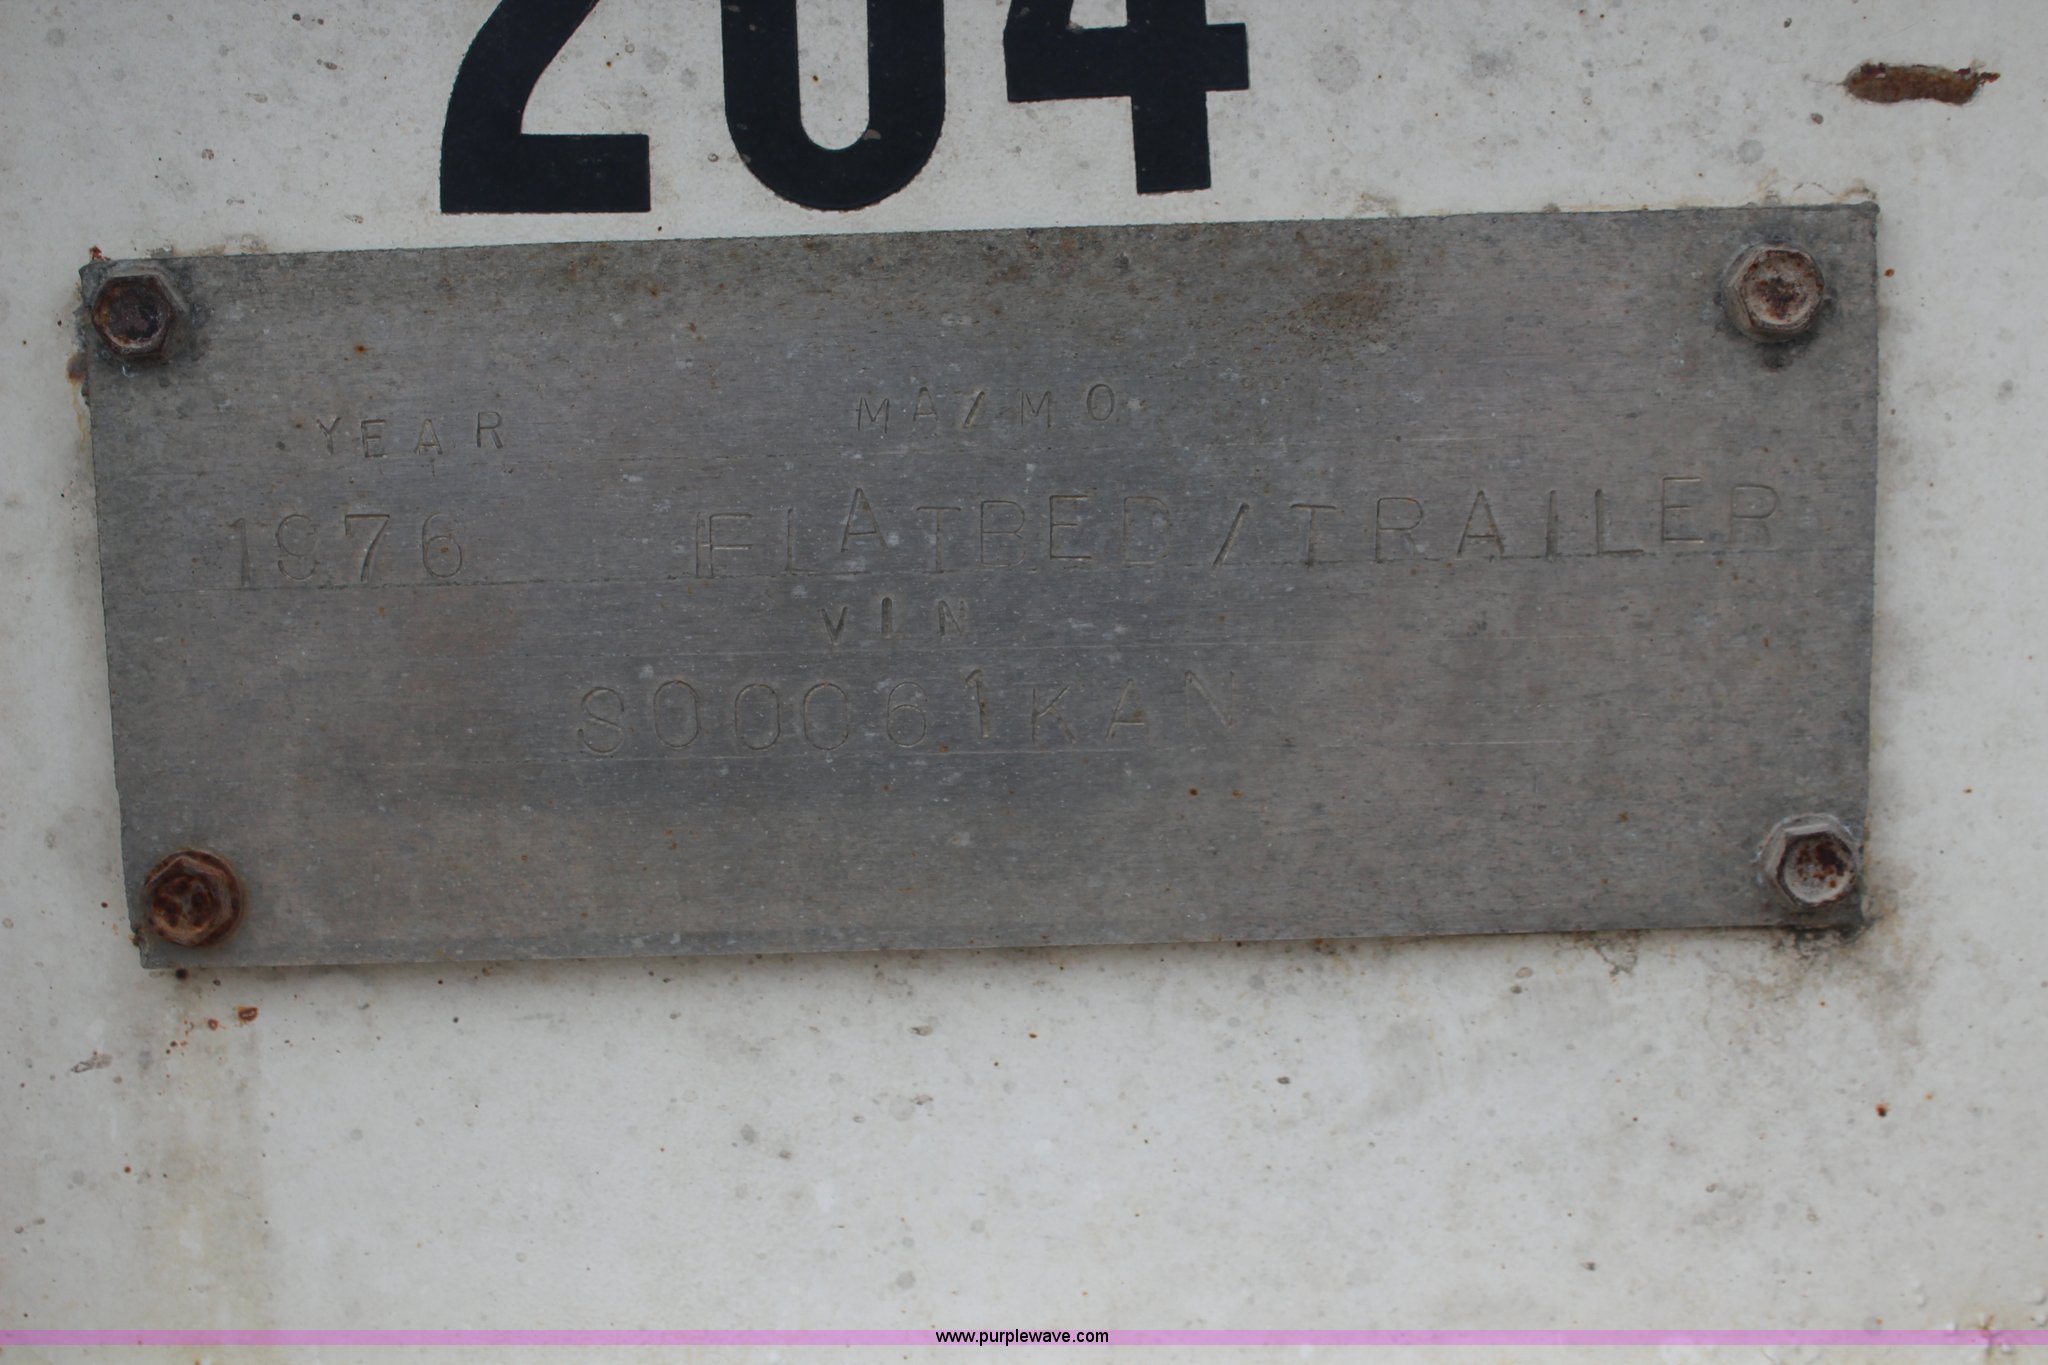 204
YEAR MA/MO
1976 FLATBED/TRAILER
VIN
S00061KAN
www.purplewave.com